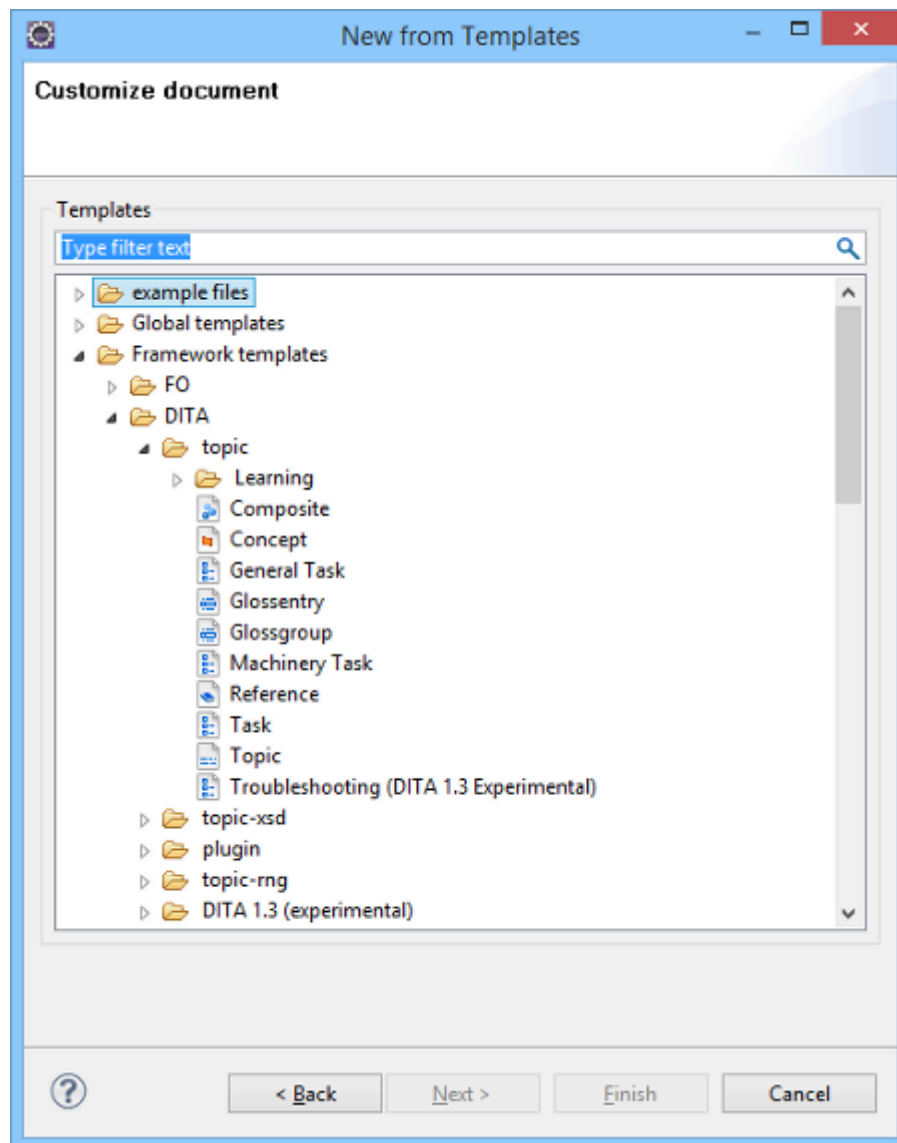 New from Templates
Customize document
Templates
Type filter text
example files
Global templates
Framework templates
FO
DITA
topic
Learning
Composite
Concept
General Task
Glossentry
Glossgroup
Machinery Task
Reference
Task
Topic
Troubleshooting (DITA 1.3 Experimental)
topic-xsd
plugin
topic-rng
DITA 1.3 (experimental)
? < Back Next > Finish Cancel